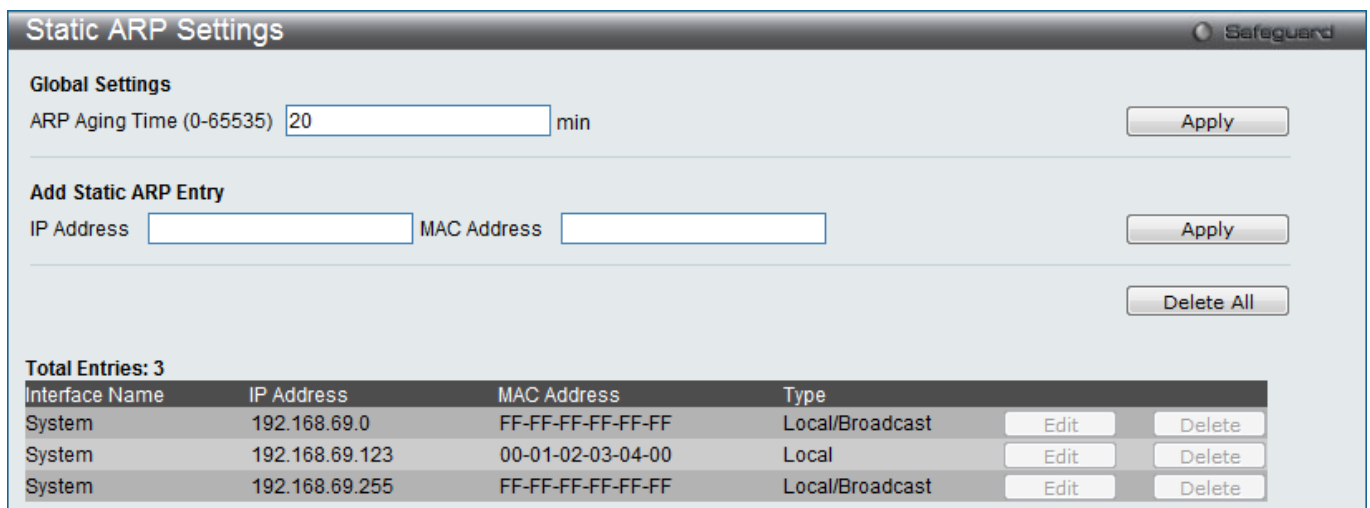 Static ARP Settings Safeguard
Global Settings
ARP Aging Time (0-65535) 20 min Apply
Add Static ARP Entry
IP Address MAC Address Apply
Delete All
Total Entries: 3
Interface Name IP Address MAC Address Type
System 192.168.69.0 FF-FF-FF-FF-FF-FF Local/Broadcast Edit Delete
System 192.168.69.123 00-01-02-03-04-00 Local Edit Delete
System 192.168.69.255 FF-FF-FF-FF-FF-FF Local/Broadcast Edit Delete